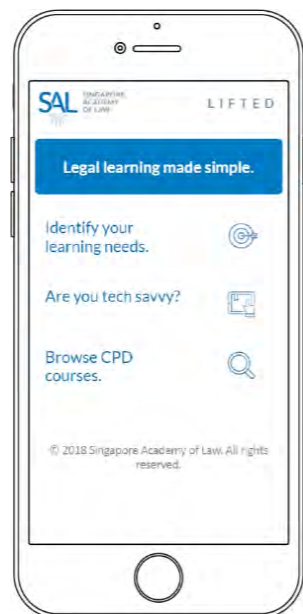 SAL SINGAPORE
ACADEMY
OF LAW
LIFTED
Legal learning made simple.
Identify your
learning needs.
Are you tech savvy?
Browse CPD
courses.
© 2018 Singapore Academy of Law. All rights
reserved.